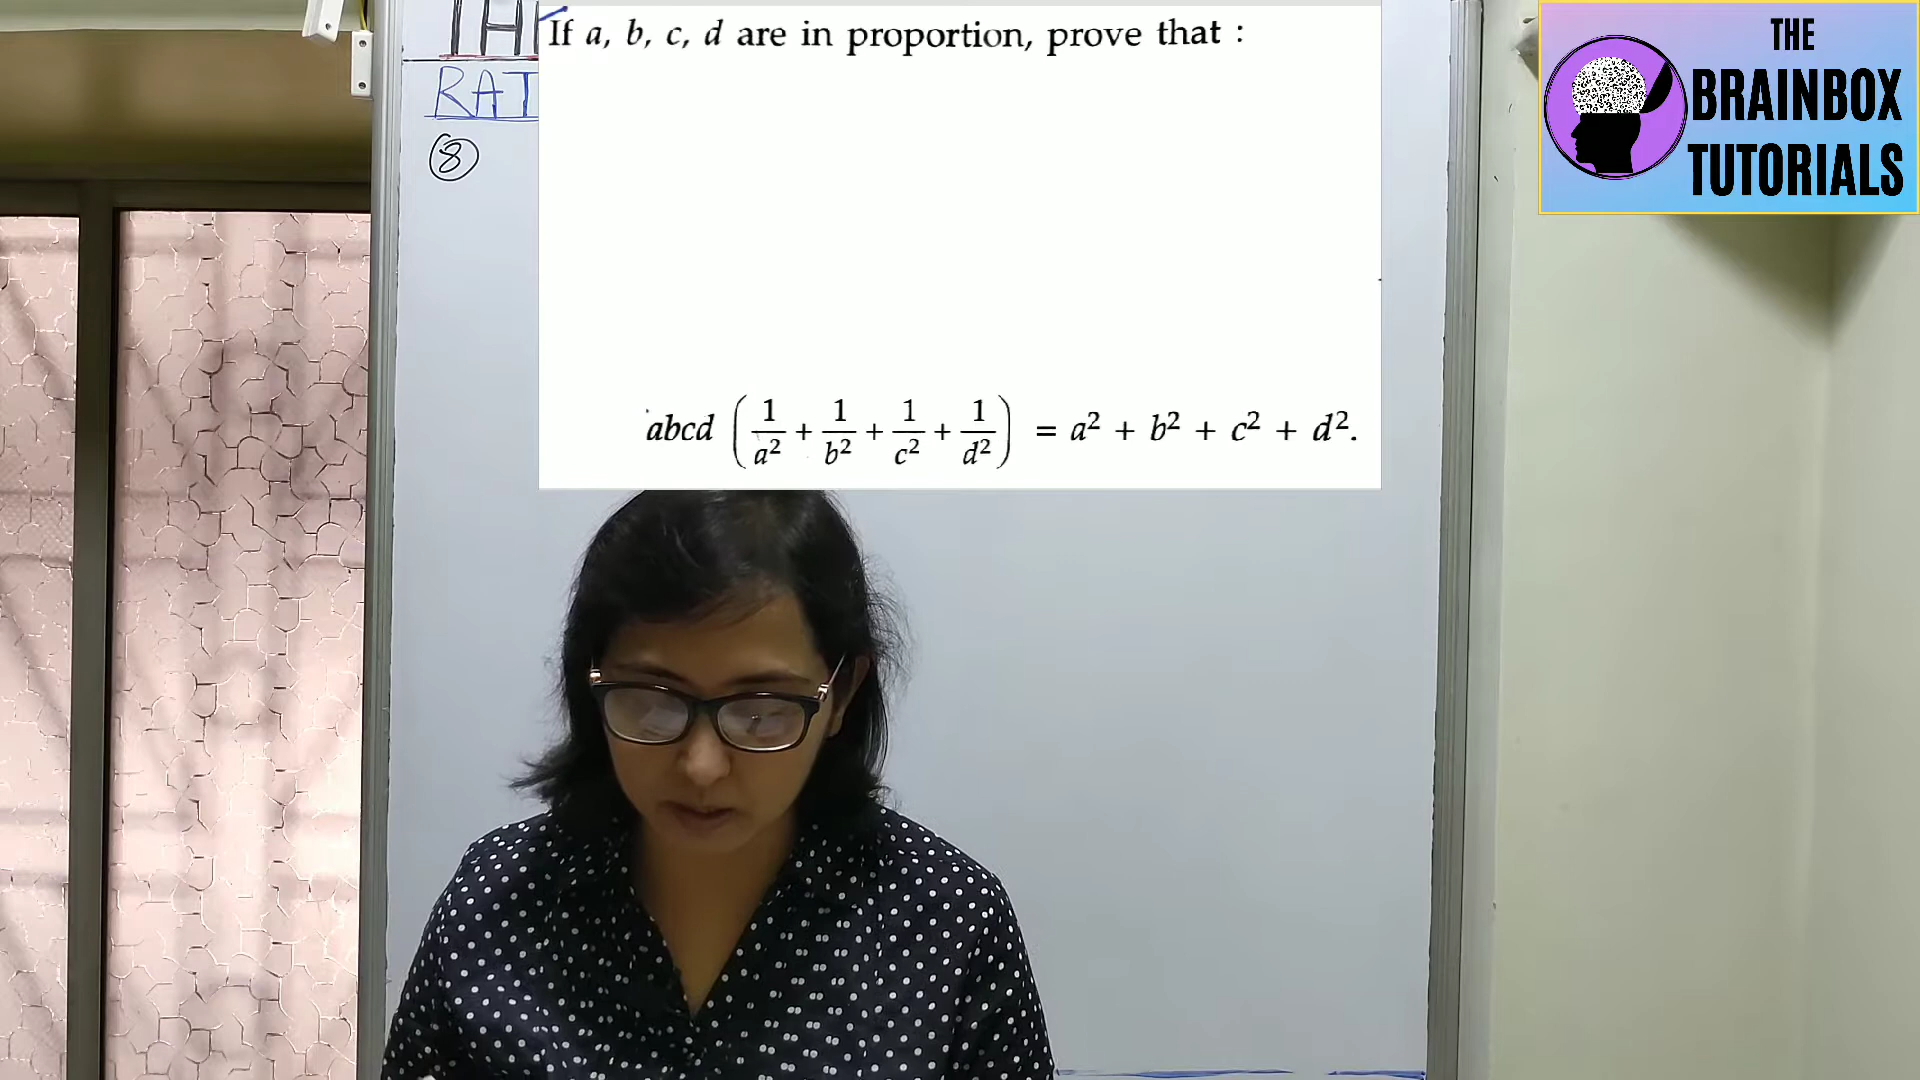 TH
If a, b, c, d are in proportion, prove that :
RAT
8
abcd (1/a² + 1/b² + 1/c² + 1/d²) = a² + b² + c² + d².
THE
BRAINBOX
TUTORIALS